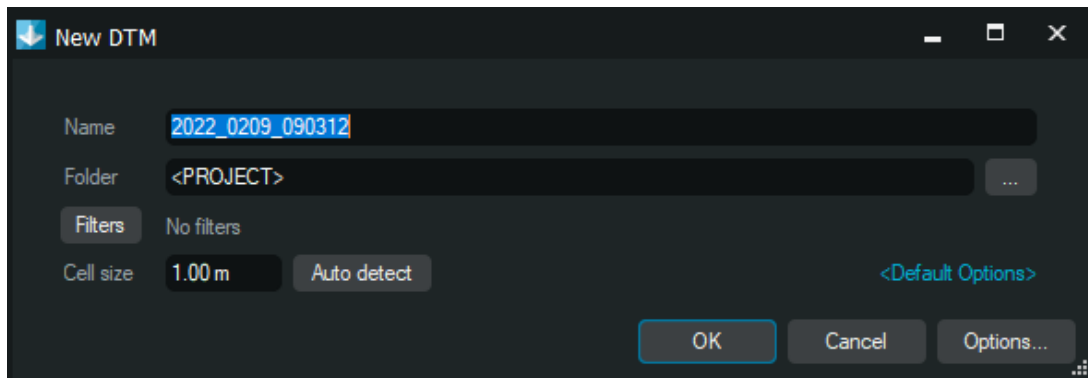 New DTM
Name 2022_0209_090312
Folder <PROJECT> ...
Filters No filters
Cell size 1.00 m Auto detect <Default Options>
OK Cancel Options...